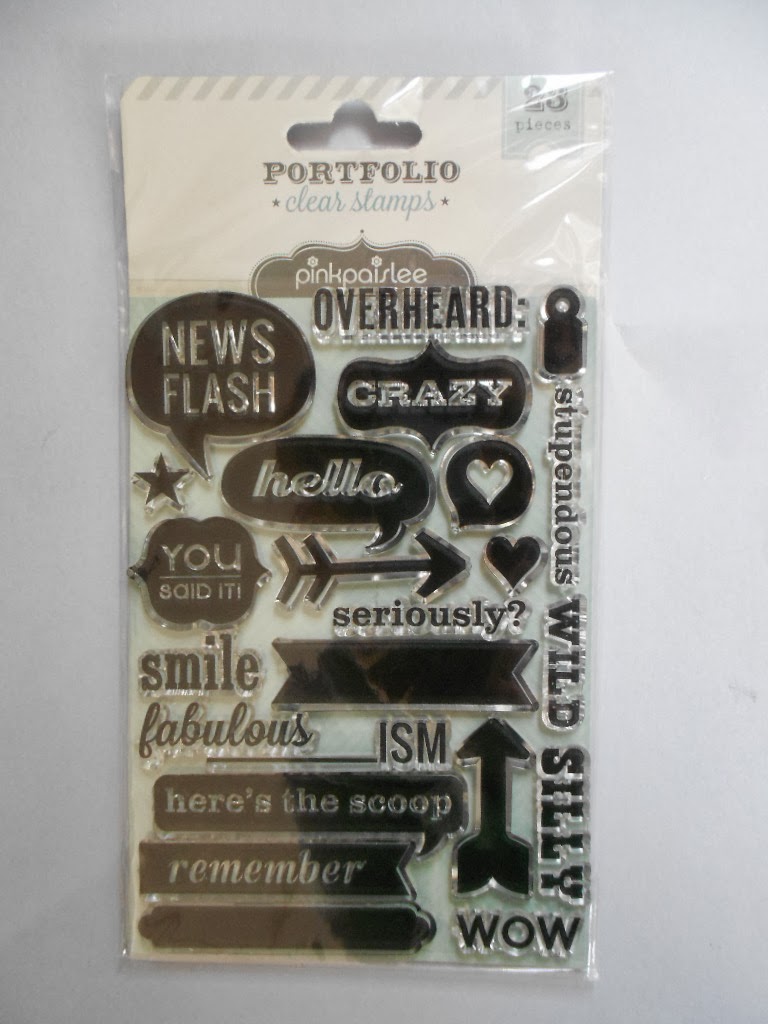 23
pieces
PORTFOLIO
clear stamps
pinkpaislee
OVERHEARD:
NEWS
FLASH
CRAZY
stupendous
hello
YOU
SAID IT!
seriously?
WILD
smile
fabulous
ISM
SILLY
here's the scoop
remember
WOW